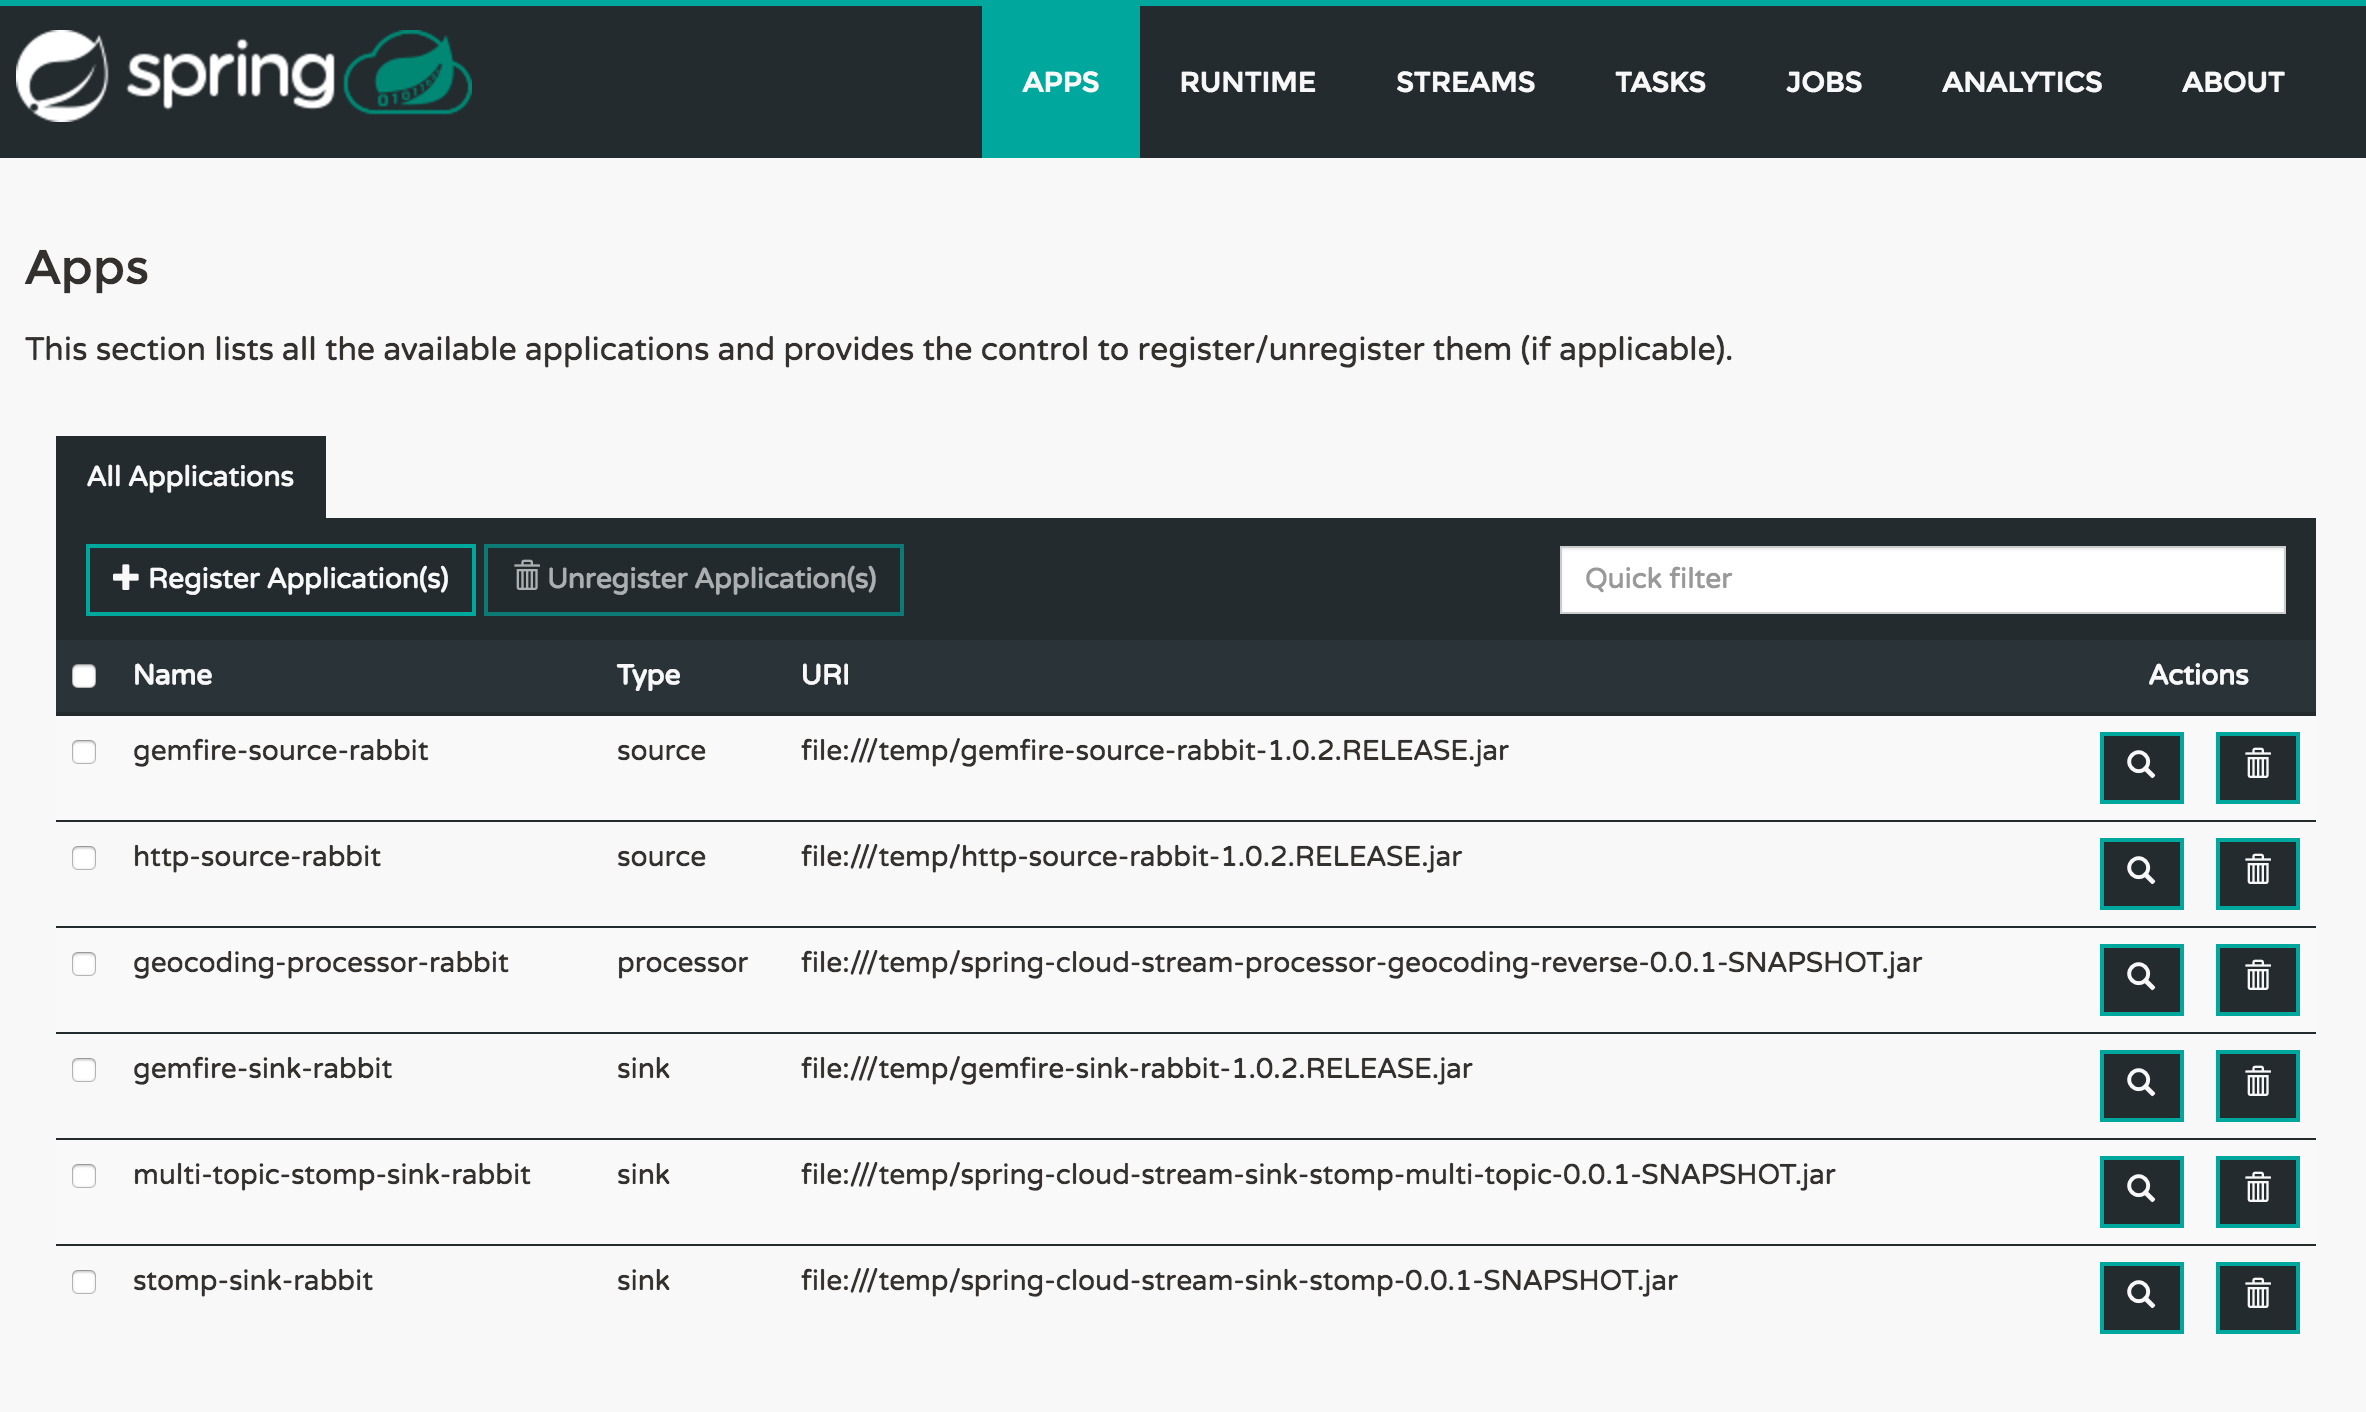 spring
APPS RUNTIME STREAMS TASKS JOBS ANALYTICS ABOUT
Apps
This section lists all the available applications and provides the control to register/unregister them (if applicable).
All Applications
Register Application(s) Unregister Application(s) Quick filter
Name Type URI Actions
gemfire-source-rabbit source file:///temp/gemfire-source-rabbit-1.0.2.RELEASE.jar
http-source-rabbit source file:///temp/http-source-rabbit-1.0.2.RELEASE.jar
geocoding-processor-rabbit processor file:///temp/spring-cloud-stream-processor-geocoding-reverse-0.0.1-SNAPSHOT.jar
gemfire-sink-rabbit sink file:///temp/gemfire-sink-rabbit-1.0.2.RELEASE.jar
multi-topic-stomp-sink-rabbit sink file:///temp/spring-cloud-stream-sink-stomp-multi-topic-0.0.1-SNAPSHOT.jar
stomp-sink-rabbit sink file:///temp/spring-cloud-stream-sink-stomp-0.0.1-SNAPSHOT.jar